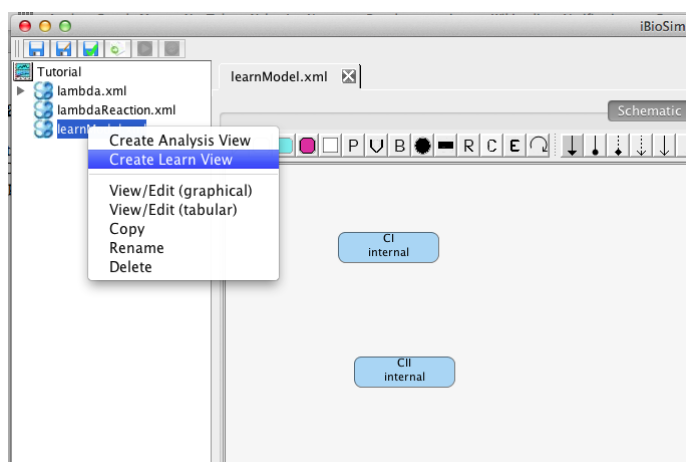 iBioSim
Tutorial
lambda.xml
lambdaReaction.xml
learnModel.xml
Schematic
P V B R C E
Create Analysis View
Create Learn View
View/Edit (graphical)
View/Edit (tabular)
Copy
Rename
Delete
CI
internal
CII
internal